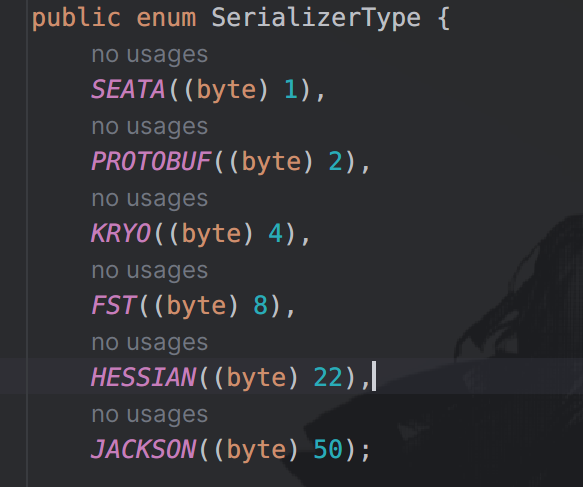 public enum SerializerType {
no usages
SEATA((byte) 1),
no usages
PROTOBUF((byte) 2),
no usages
KRYO((byte) 4),
no usages
FST((byte) 8),
no usages
HESSIAN((byte) 22),
no usages
JACKSON((byte) 50);